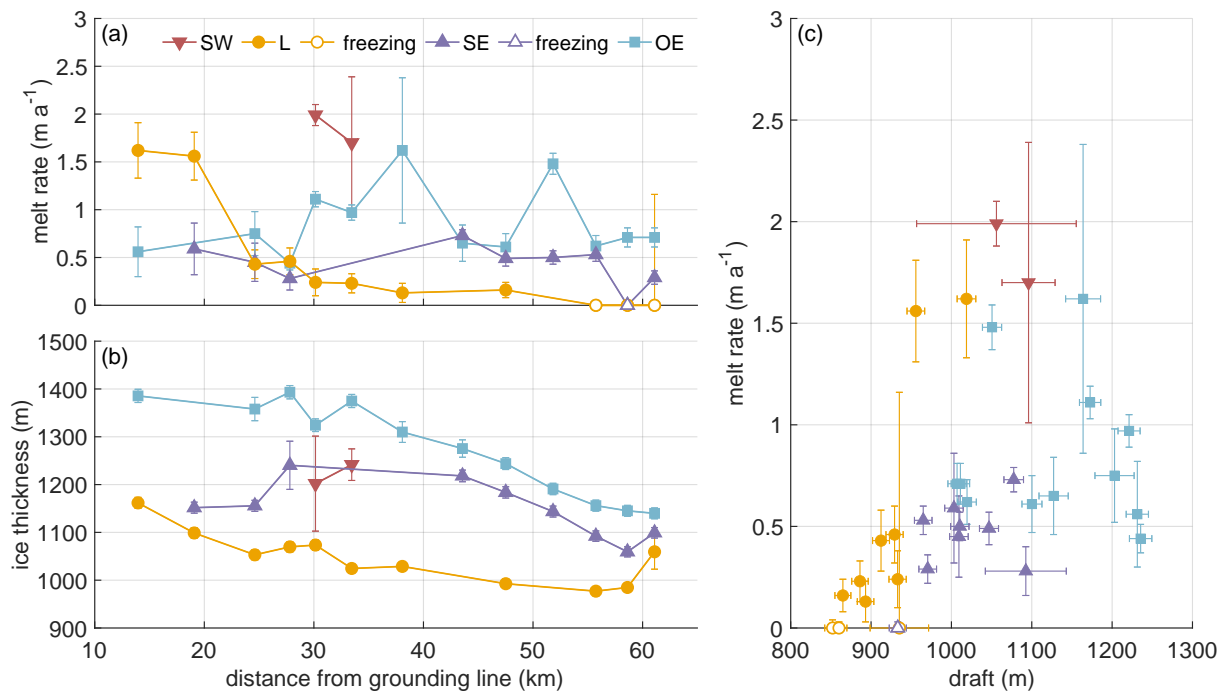 (a)
SW L freezing SE freezing OE
3
2.5
2
1.5
1
0.5
0
melt rate (m a⁻¹)
(b)
1500
1400
1300
1200
1100
1000
900
ice thickness (m)
10 20 30 40 50 60
distance from grounding line (km)
(c)
3
2.5
2
1.5
1
0.5
0
melt rate (m a⁻¹)
800 900 1000 1100 1200 1300
draft (m)